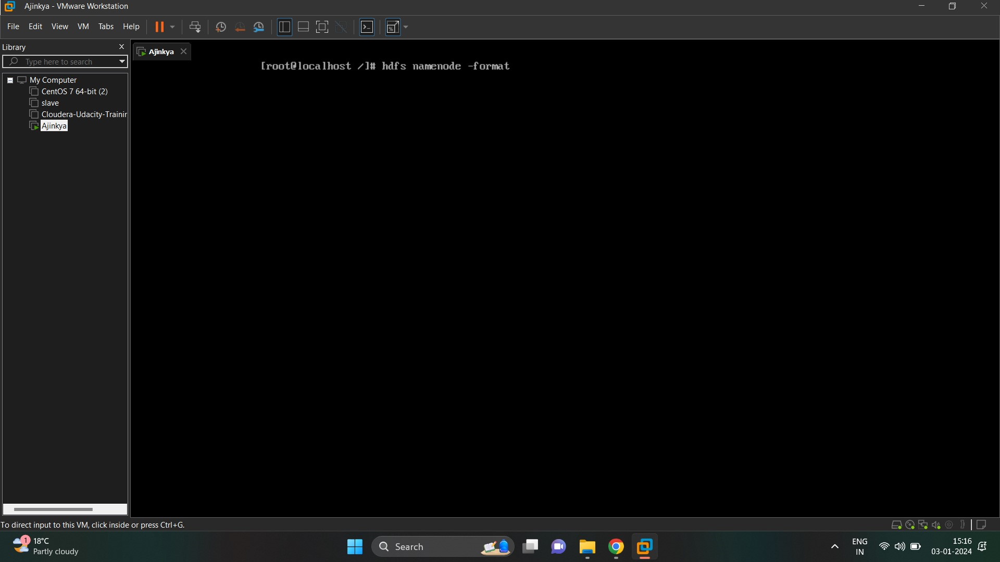 Ajinkya - VMware Workstation
File Edit View VM Tabs Help
Library
Type here to search
Ajinkya
[root@localhost /]# hdfs namenode -format
My Computer
CentOS 7 64-bit (2)
slave
Cloudera-Udacity-Trainir
Ajinkya
To direct input to this VM, click inside or press Ctrl+G.
1
18°C
Partly cloudy
Search
ENG
IN
15:16
03-01-2024